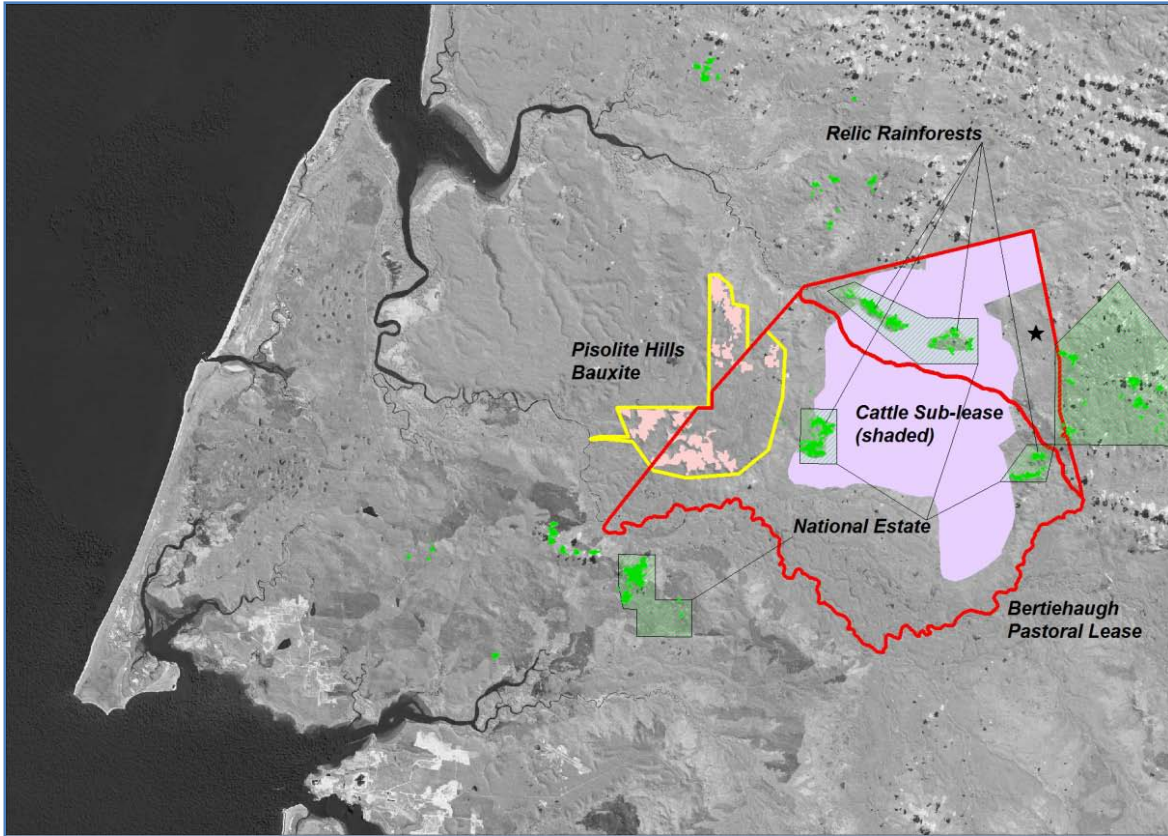 Relic Rainforests
Pisolite Hills
Bauxite
Cattle Sub-lease
(shaded)
National Estate
Bertiehaugh
Pastoral Lease